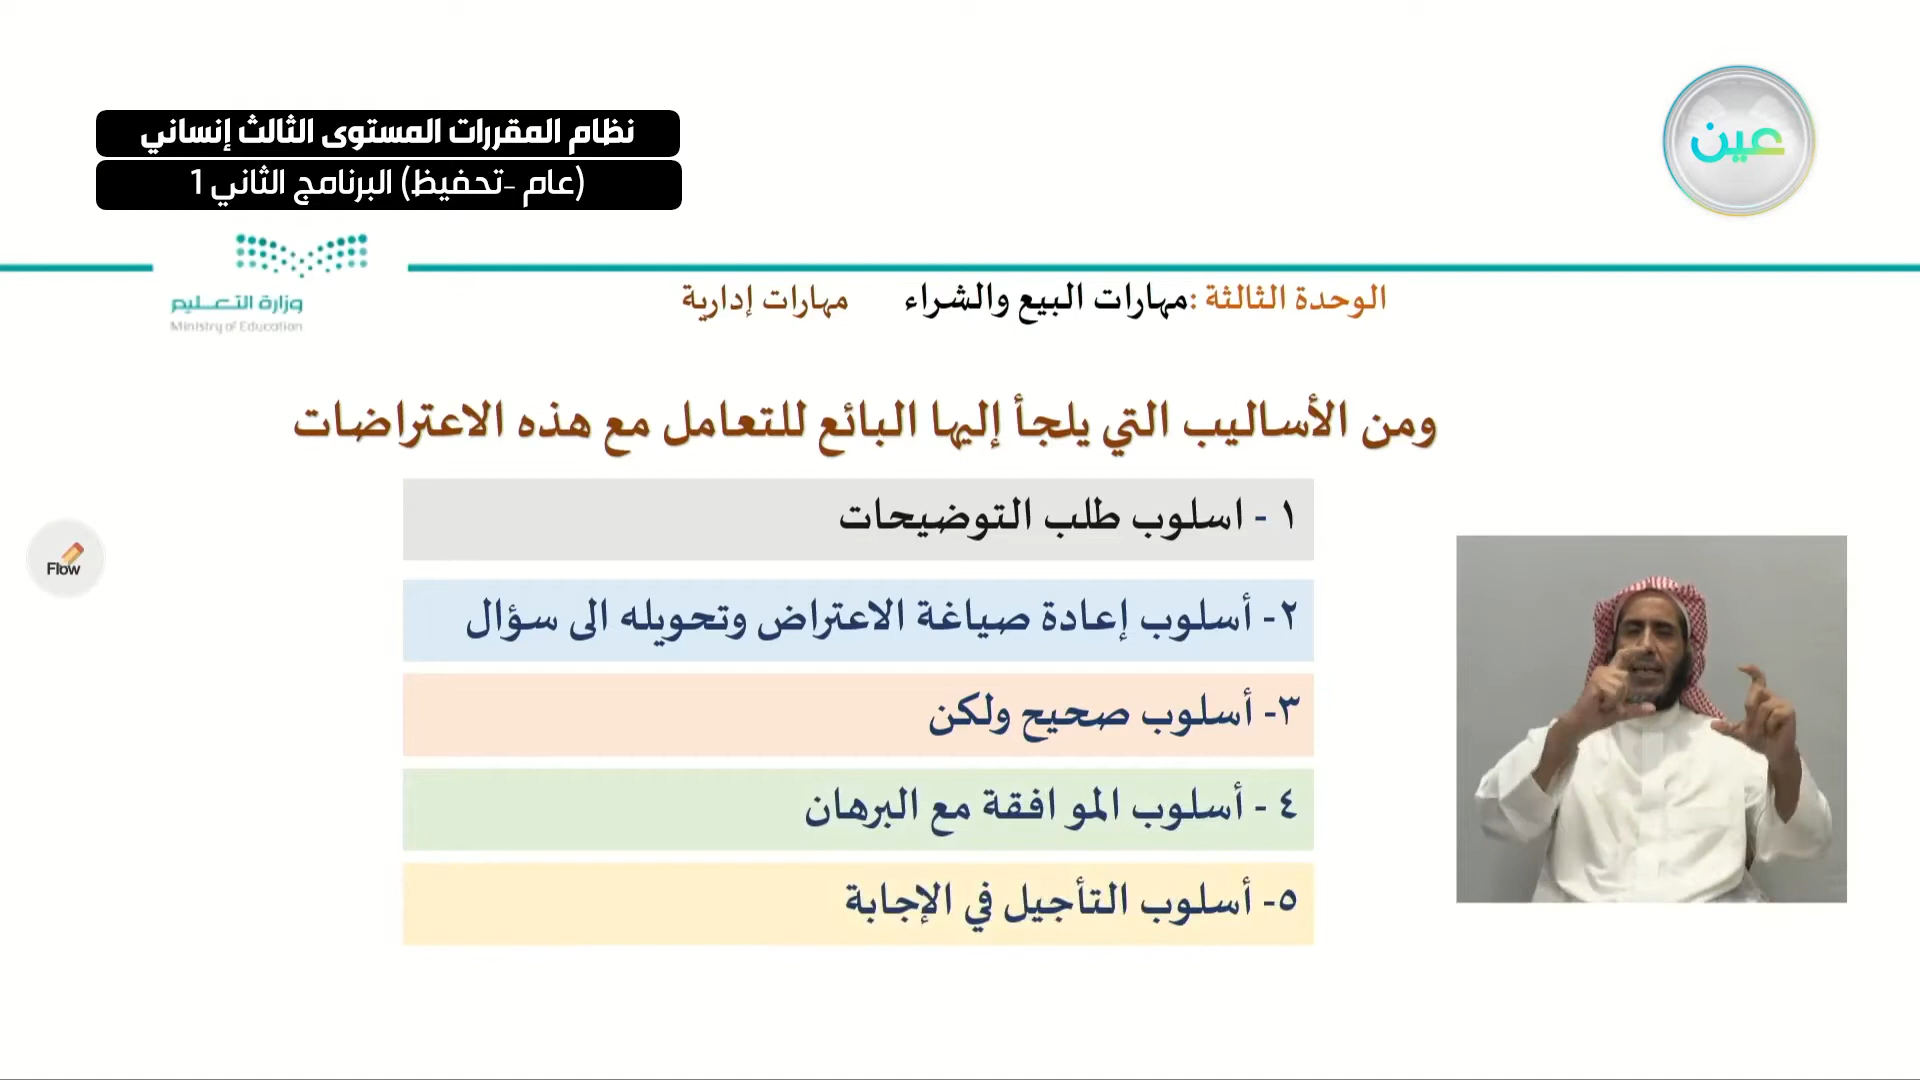 نظام المقررات المستوى الثالث إنساني
(عام -تحفيظ) البرنامج الثاني 1
عين
وزارة التعليم
Ministry of Education
الوحدة الثالثة :مهارات البيع والشراء مهارات إدارية
ومن الأساليب التي يلجأ إليها البائع للتعامل مع هذه الاعتراضات
١ - اسلوب طلب التوضيحات
٢- أسلوب إعادة صياغة الاعتراض وتحويله الى سؤال
٣- أسلوب صحيح ولكن
٤ - أسلوب المو افقة مع البرهان
٥- أسلوب التأجيل في الإجابة
Flow